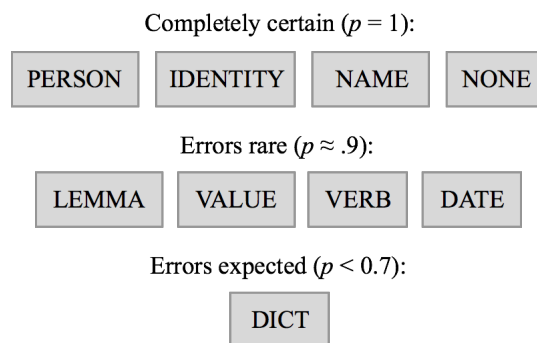 Completely certain (p = 1):
PERSON IDENTITY NAME NONE
Errors rare (p ≈ .9):
LEMMA VALUE VERB DATE
Errors expected (p < 0.7):
DICT